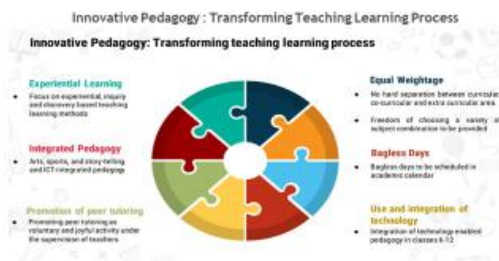 Innovative Pedagogy : Transforming Teaching Learning Process
Innovative Pedagogy: Transforming teaching learning process
Experiential Learning
Focus on experiential, inquiry
and discovery based teaching
learning methods
Integrated Pedagogy
Arts, sports, and story-telling
and ICT-integrated pedagogy
Promotion of peer tutoring
Promoting peer tutoring as
voluntary and joyful activity under
the supervision of teachers
Equal Weightage
No hard separation between curricular,
co-curricular and extra curricular area
Freedom of choosing a variety of
subject combination to be provided
Bagless Days
Bagless days to be scheduled in
academic calendar
Use and integration of
technology
Integration of technology enabled
pedagogy in classes 6-12